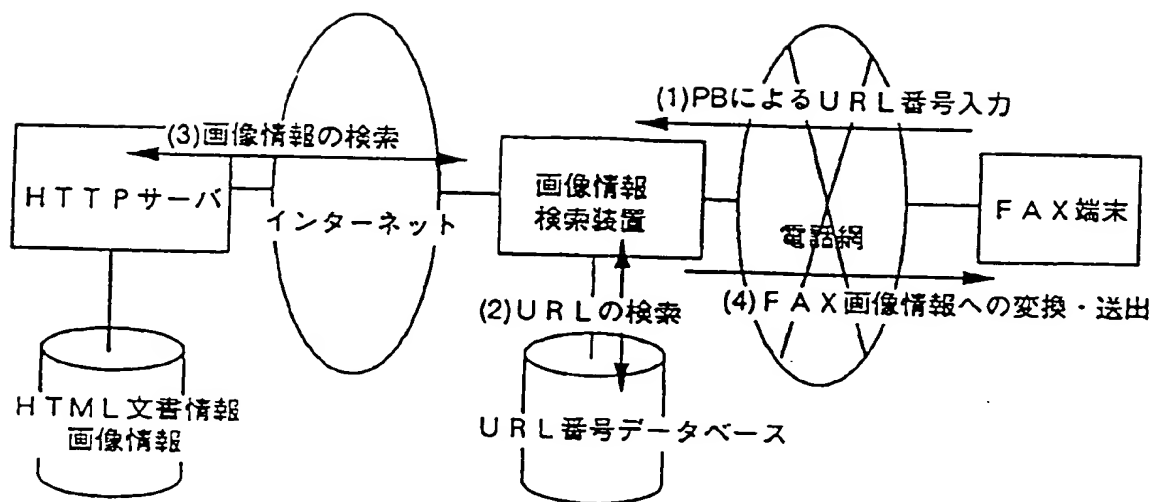 (1)PBによるＵＲＬ番号入力
(3)画像情報の検索
ＨＴＴＰサーバ
インターネット
画像情報
検索装置
電話網
ＦＡＸ端末
(2)ＵＲＬの検索
(4)ＦＡＸ画像情報への変換・送出
ＨＴＭＬ文書情報
画像情報
ＵＲＬ番号データベース